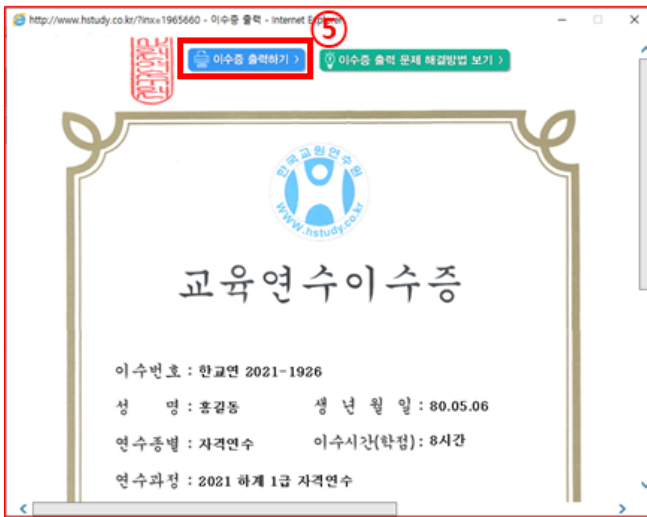 http://www.hstudy.co.kr/?inx=1965660 - 이수증 출력 - Internet Explorer
⑤
이수증 출력하기 >
이수증 출력 문제 해결방법 보기 >
한국교원연수원
www.hstudy.co.kr
교육연수이수증
이수번호 : 한교연 2021-1926
성 명 : 홍길동 생 년 월 일 : 80.05.06
연수종별 : 자격연수 이수시간(학점) : 8시간
연수과정 : 2021 하계 1급 자격연수